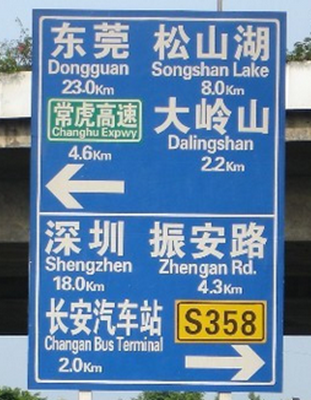 东莞 松山湖
Dongguan Songshan Lake
23.0Km 8.0Km
常虎高速 大岭山
Changhu Expwy Dalingshan
4.6Km 2.2Km
深圳 振安路
Shengzhen Zhengan Rd.
18.0Km 4.3Km
长安汽车站 S358
Changan Bus Terminal
2.0Km